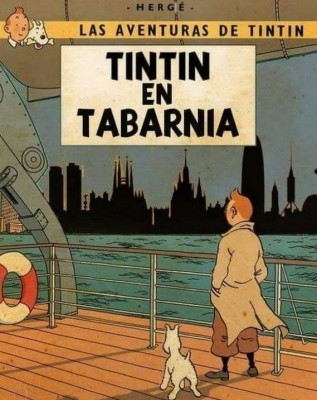 - HERGÉ -
LAS AVENTURAS DE TINTIN
TINTIN
EN
TABARNIA